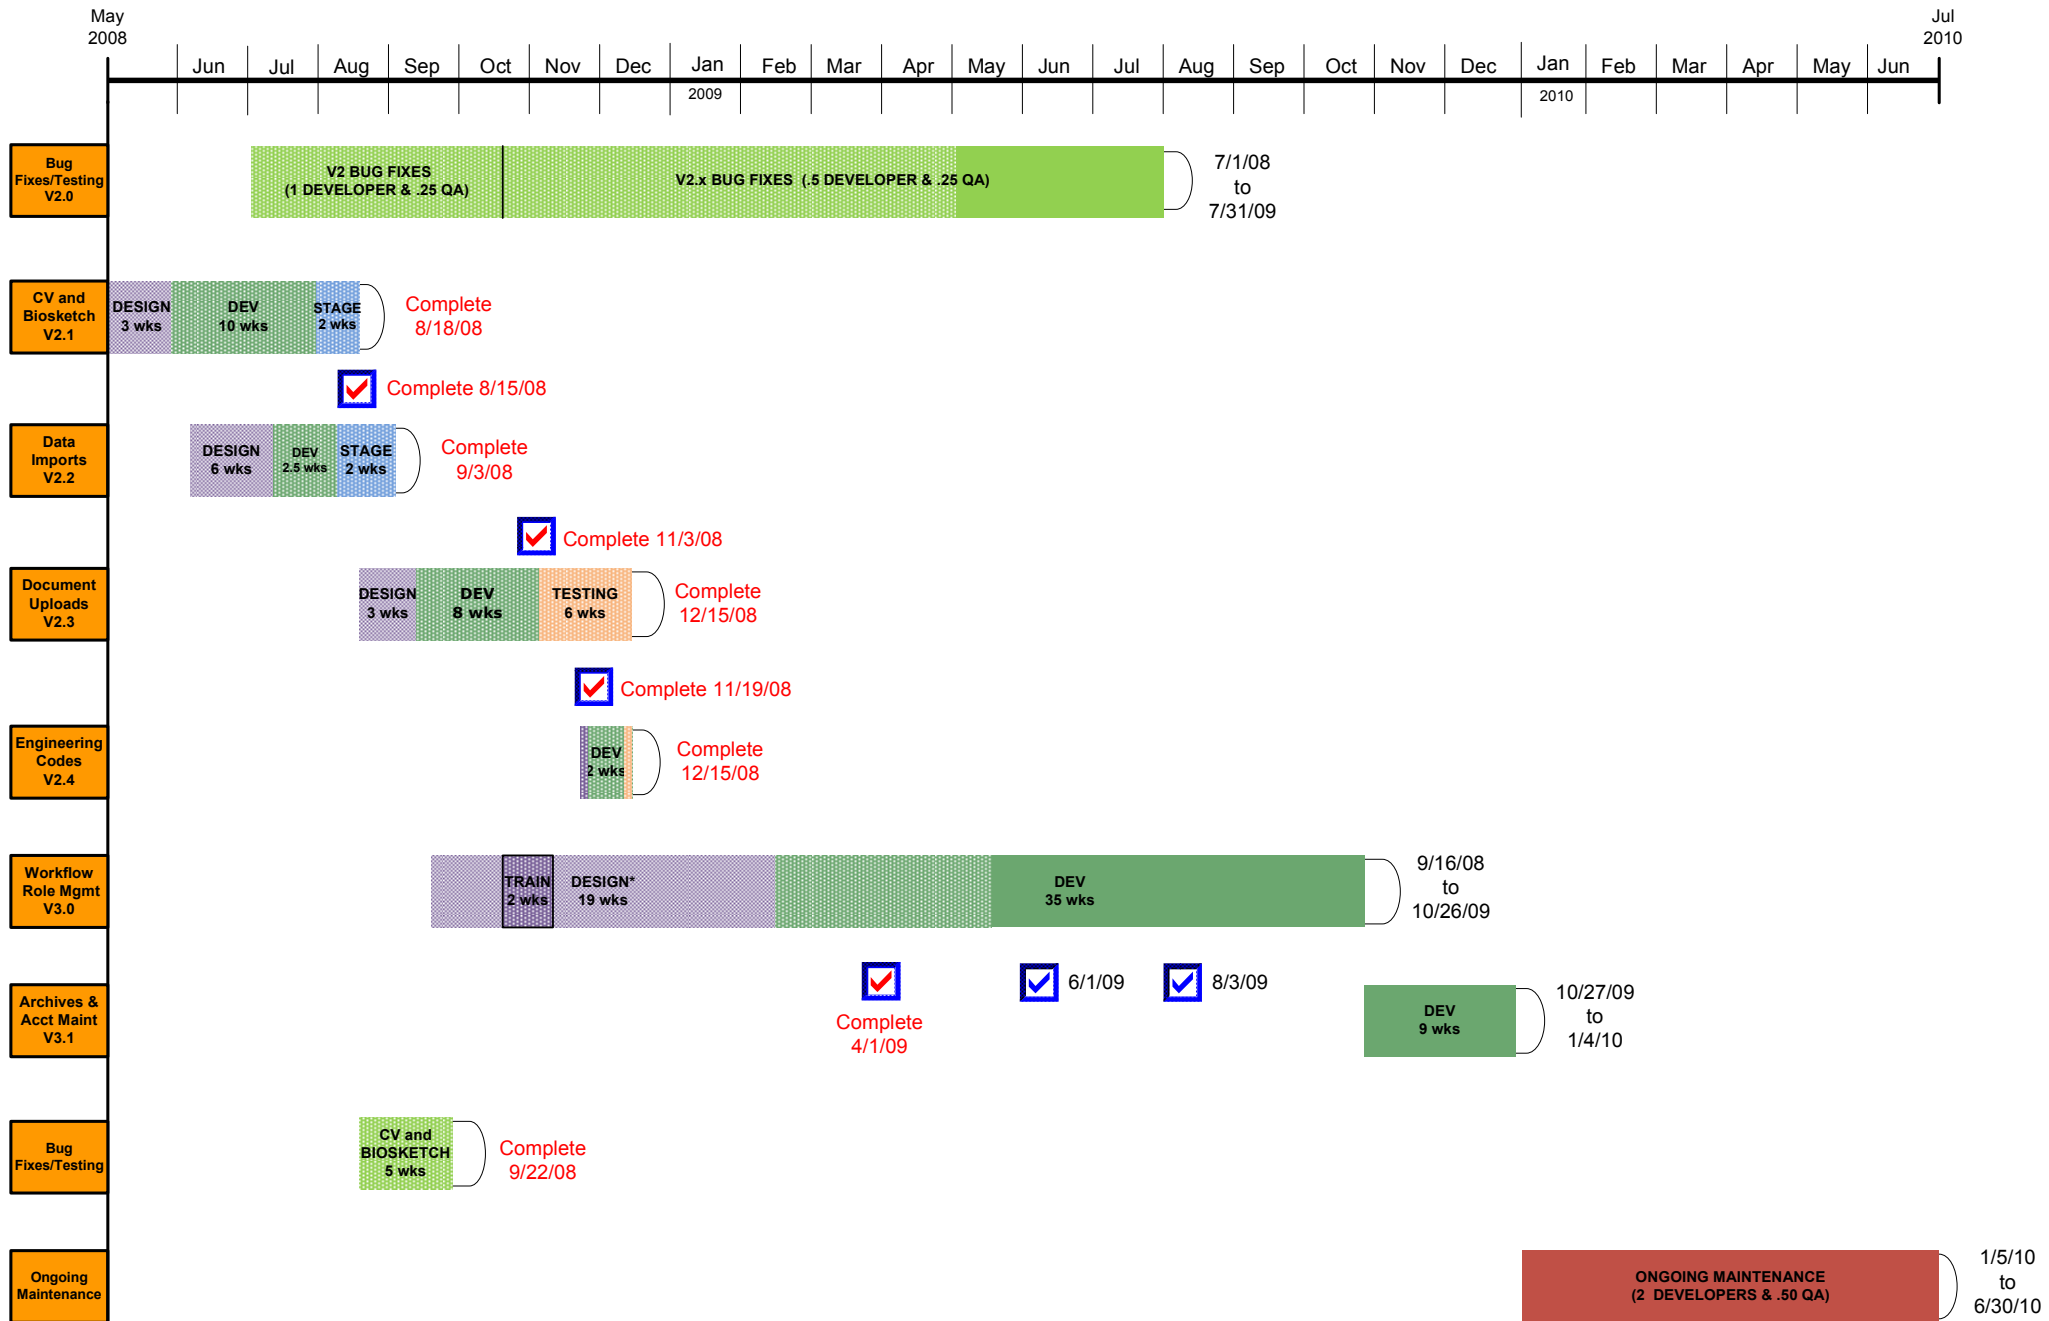 May
2008
Jul
2010
Jun Jul Aug Sep Oct Nov Dec Jan Feb Mar Apr May Jun Jul Aug Sep Oct Nov Dec Jan Feb Mar Apr May Jun
2009
2010
Bug
Fixes/Testing
V2.0
V2 BUG FIXES
(1 DEVELOPER & .25 QA)
V2.x BUG FIXES (.5 DEVELOPER & .25 QA)
7/1/08
to
7/31/09
CV and
Biosketch
V2.1
DESIGN
3 wks
DEV
10 wks
STAGE
2 wks
Complete
8/18/08
Complete 8/15/08
Data
Imports
V2.2
DESIGN
6 wks
DEV
2.5 wks
STAGE
2 wks
Complete
9/3/08
Complete 11/3/08
Document
Uploads
V2.3
DESIGN
3 wks
DEV
8 wks
TESTING
6 wks
Complete
12/15/08
Complete 11/19/08
Engineering
Codes
V2.4
DEV
2 wks
Complete
12/15/08
Workflow
Role Mgmt
V3.0
TRAIN
2 wks
DESIGN*
19 wks
DEV
35 wks
9/16/08
to
10/26/09
Complete
4/1/09
6/1/09
8/3/09
Archives &
Acct Maint
V3.1
DEV
9 wks
10/27/09
to
1/4/10
Bug
Fixes/Testing
CV and
BIOSKETCH
5 wks
Complete
9/22/08
Ongoing
Maintenance
ONGOING MAINTENANCE
(2 DEVELOPERS & .50 QA)
1/5/10
to
6/30/10